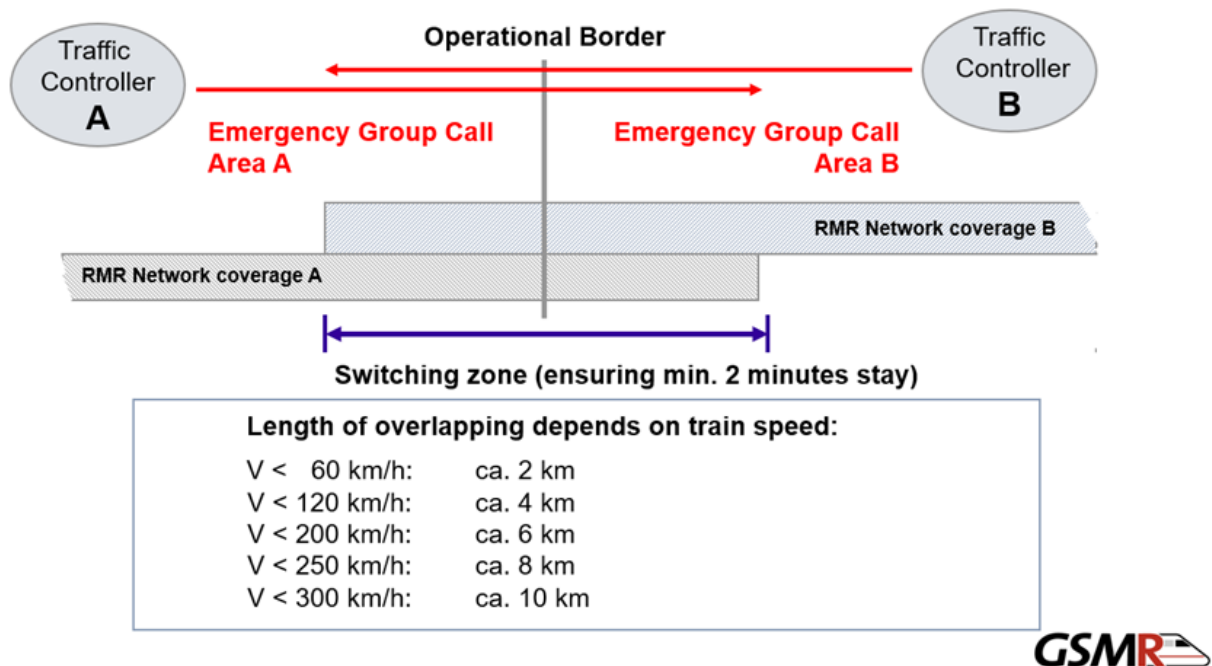 Traffic
Controller
A
Operational Border
Traffic
Controller
B
Emergency Group Call
Area A
Emergency Group Call
Area B
RMR Network coverage B
RMR Network coverage A
Switching zone (ensuring min. 2 minutes stay)
Length of overlapping depends on train speed:
V < 60 km/h: ca. 2 km
V < 120 km/h: ca. 4 km
V < 200 km/h: ca. 6 km
V < 250 km/h: ca. 8 km
V < 300 km/h: ca. 10 km
GSMR